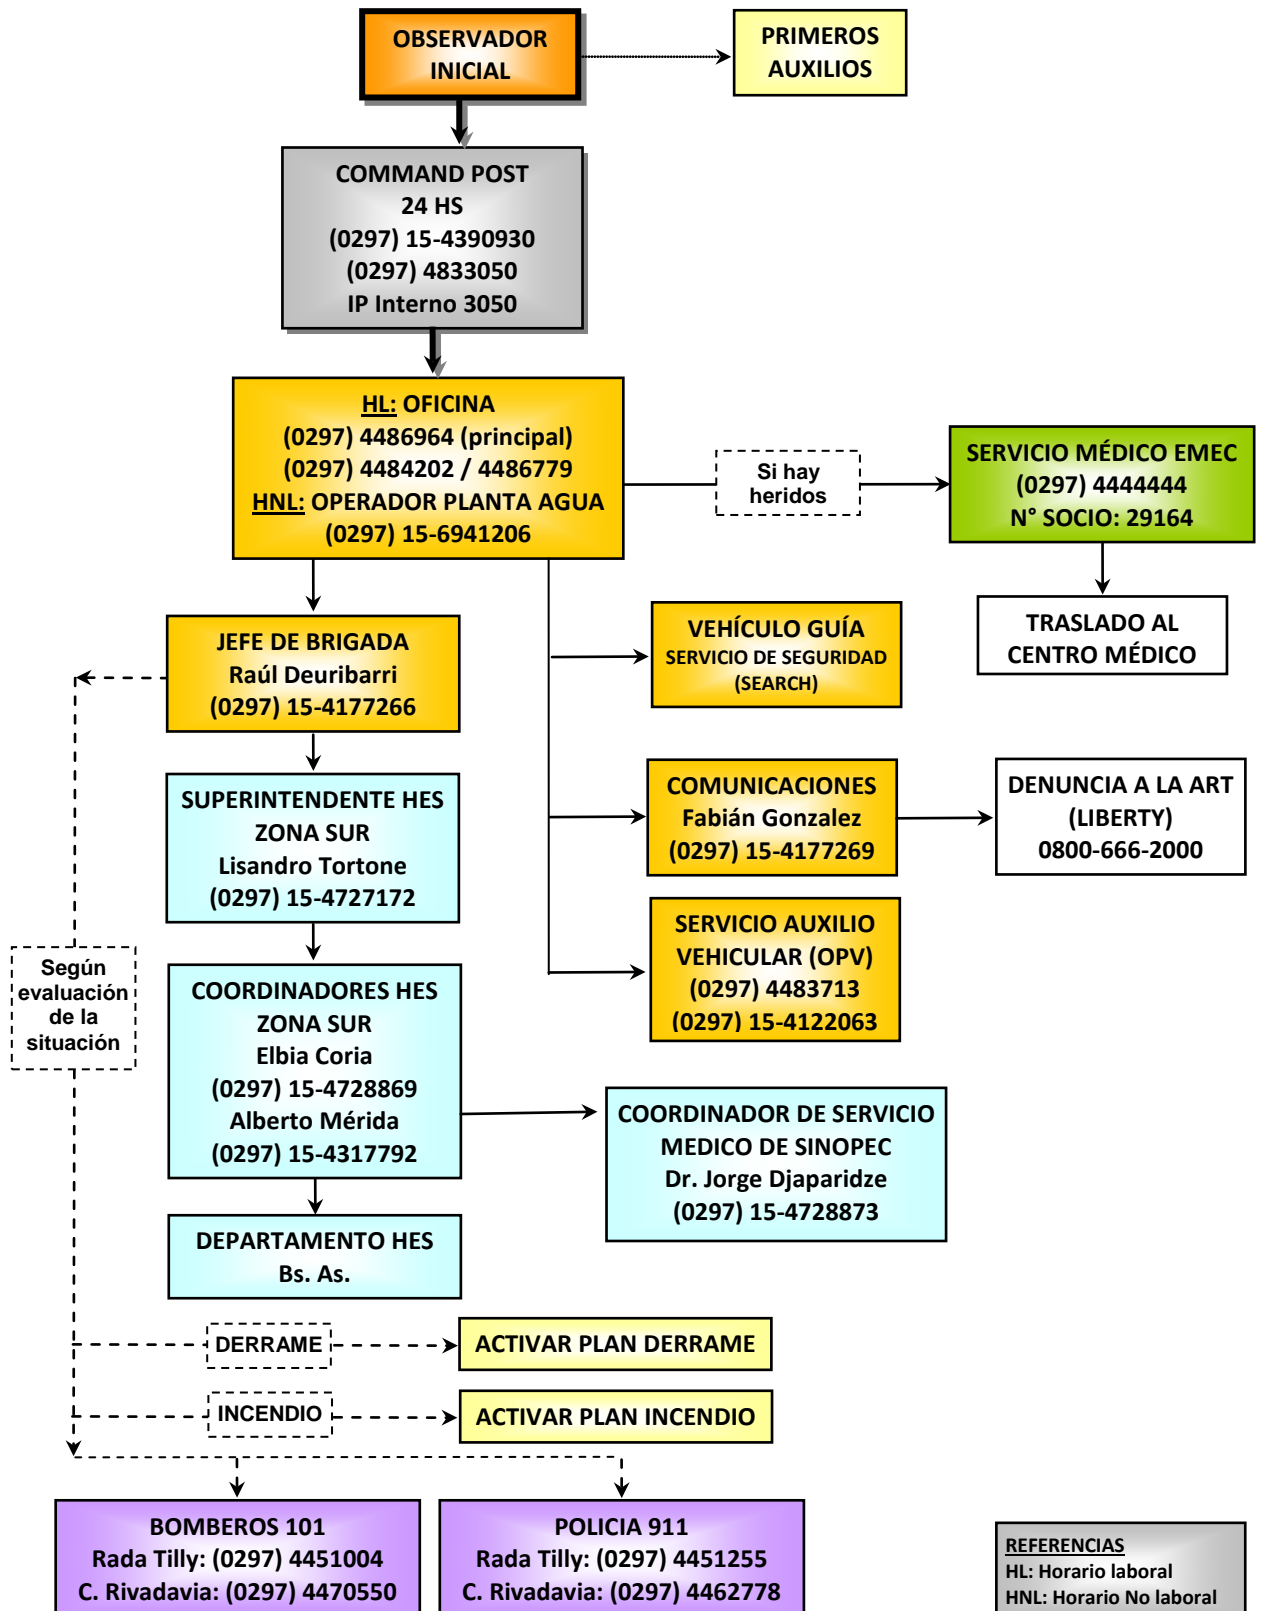 OBSERVADOR
INICIAL
PRIMEROS
AUXILIOS
COMMAND POST
24 HS
(0297) 15-4390930
(0297) 4833050
IP Interno 3050
HL: OFICINA
(0297) 4486964 (principal)
(0297) 4484202 / 4486779
HNL: OPERADOR PLANTA AGUA
(0297) 15-6941206
Si hay
heridos
SERVICIO MÉDICO EMEC
(0297) 4444444
N° SOCIO: 29164
TRASLADO AL
CENTRO MÉDICO
JEFE DE BRIGADA
Raúl Deuribarri
(0297) 15-4177266
VEHÍCULO GUÍA
SERVICIO DE SEGURIDAD
(SEARCH)
SUPERINTENDENTE HES
ZONA SUR
Lisandro Tortone
(0297) 15-4727172
COMUNICACIONES
Fabián Gonzalez
(0297) 15-4177269
DENUNCIA A LA ART
(LIBERTY)
0800-666-2000
SERVICIO AUXILIO
VEHICULAR (OPV)
(0297) 4483713
(0297) 15-4122063
Según
evaluación
de la
situación
COORDINADORES HES
ZONA SUR
Elbia Coria
(0297) 15-4728869
Alberto Mérida
(0297) 15-4317792
COORDINADOR DE SERVICIO
MEDICO DE SINOPEC
Dr. Jorge Djaparidze
(0297) 15-4728873
DEPARTAMENTO HES
Bs. As.
DERRAME
ACTIVAR PLAN DERRAME
INCENDIO
ACTIVAR PLAN INCENDIO
BOMBEROS 101
Rada Tilly: (0297) 4451004
C. Rivadavia: (0297) 4470550
POLICIA 911
Rada Tilly: (0297) 4451255
C. Rivadavia: (0297) 4462778
REFERENCIAS
HL: Horario laboral
HNL: Horario No laboral